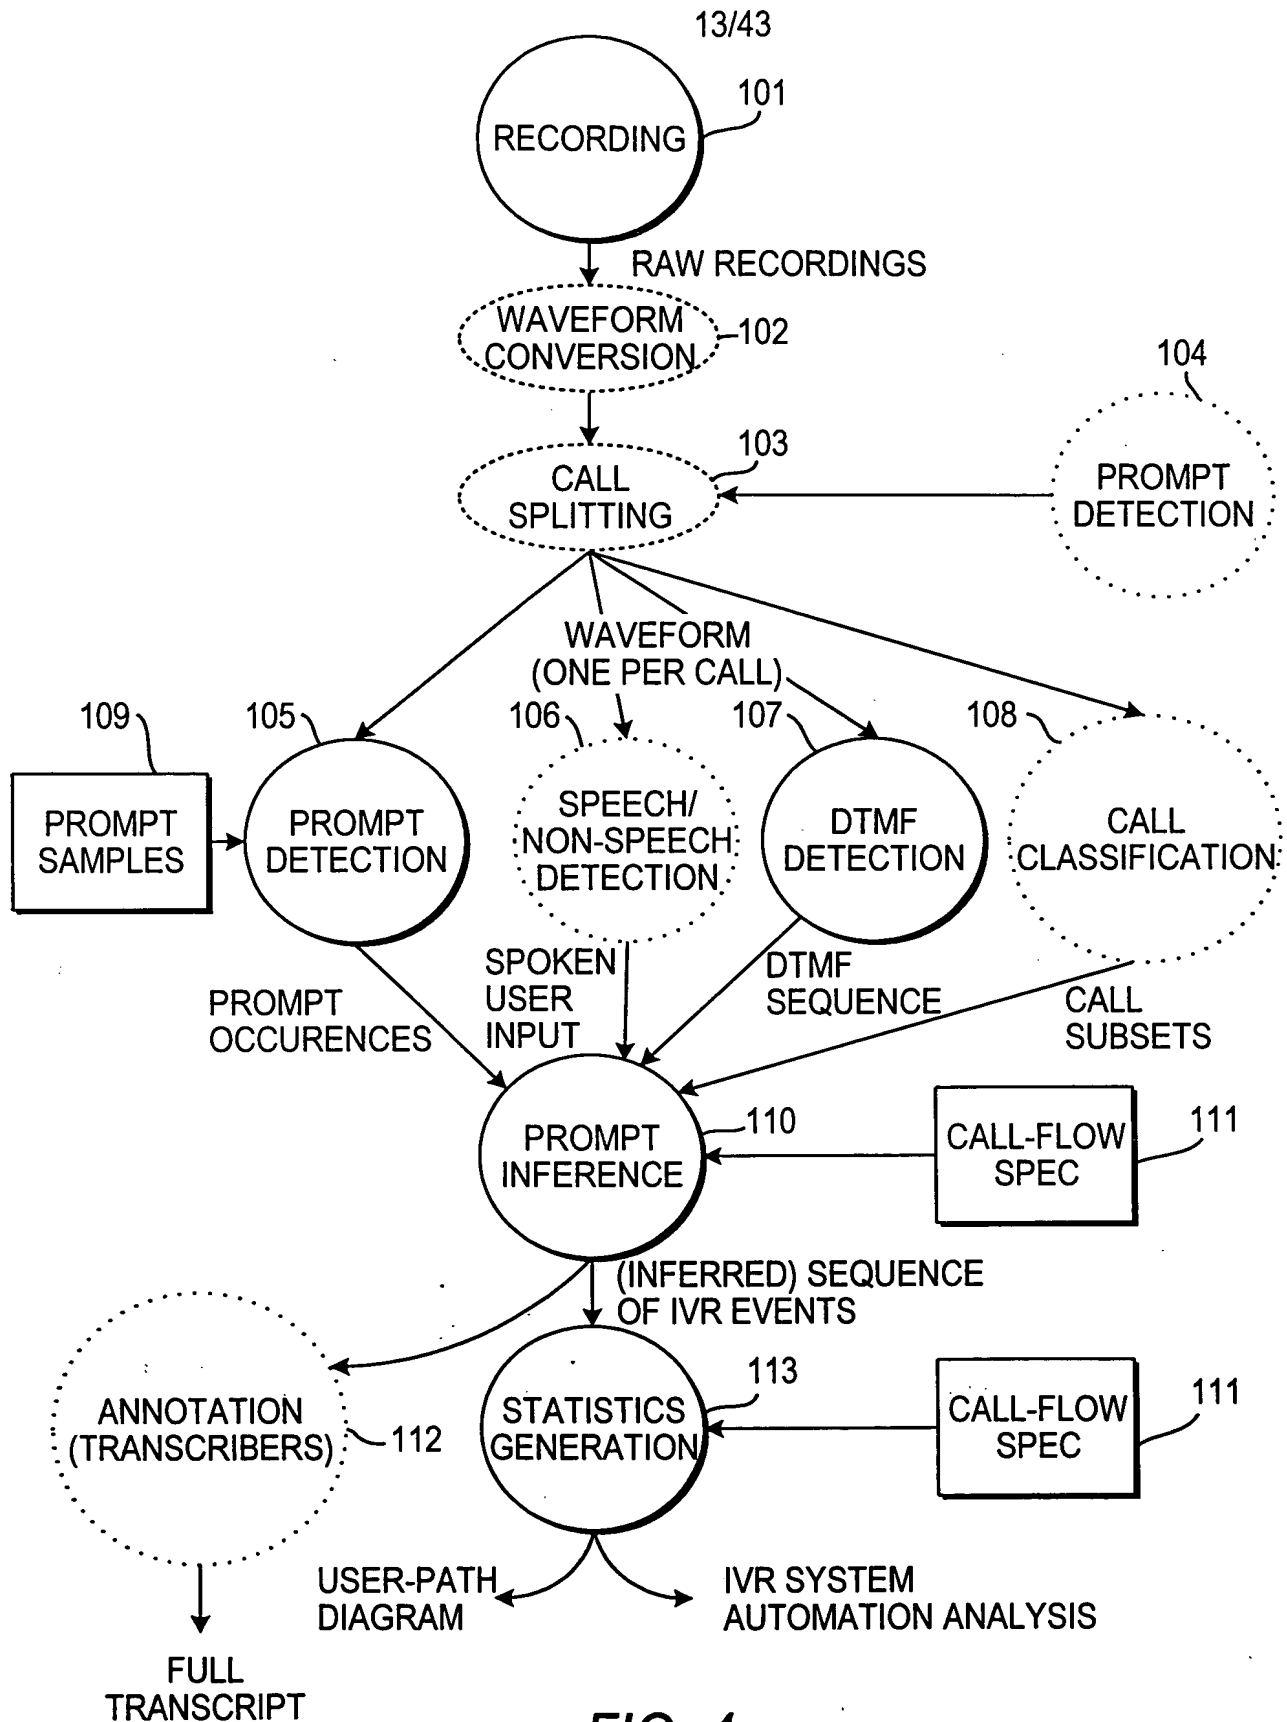 13/43
101
RECORDING
RAW RECORDINGS
WAVEFORM
CONVERSION
102
104
103
CALL
SPLITTING
PROMPT
DETECTION
WAVEFORM
(ONE PER CALL)
109
105
106
107
108
PROMPT
SAMPLES
PROMPT
DETECTION
SPEECH/
NON-SPEECH
DETECTION
DTMF
DETECTION
CALL
CLASSIFICATION
PROMPT
OCCURENCES
SPOKEN
USER
INPUT
DTMF
SEQUENCE
CALL
SUBSETS
PROMPT
INFERENCE
110
CALL-FLOW
SPEC
111
(INFERRED) SEQUENCE
OF IVR EVENTS
ANNOTATION
(TRANSCRIBERS)
112
STATISTICS
GENERATION
113
CALL-FLOW
SPEC
111
USER-PATH
DIAGRAM
IVR SYSTEM
AUTOMATION ANALYSIS
FULL
TRANSCRIPT